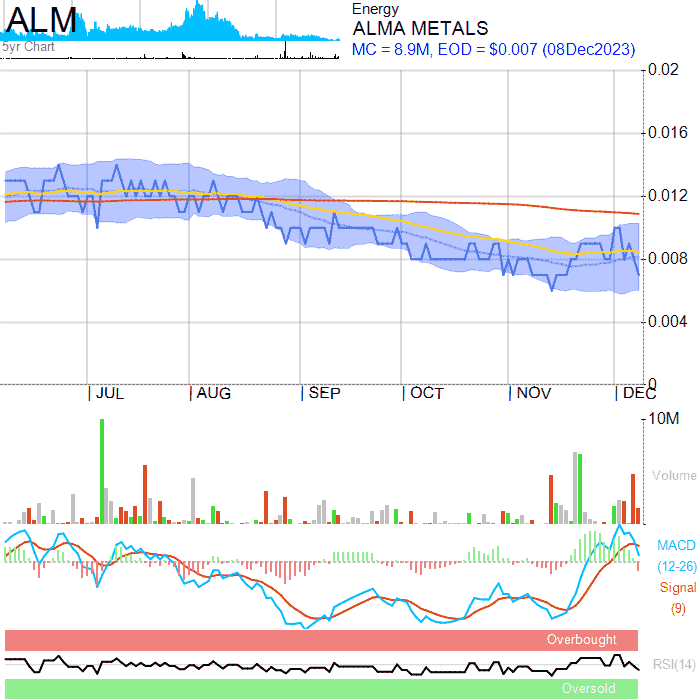 ALM
5yr Chart
Energy
ALMA METALS
MC = 8.9M, EOD = $0.007 (08Dec2023)
0.02
0.016
0.012
0.008
0.004
0
JUL AUG SEP OCT NOV DEC
10M
Volume
MACD
(12-26)
Signal
(9)
Overbought
RSI(14)
Oversold